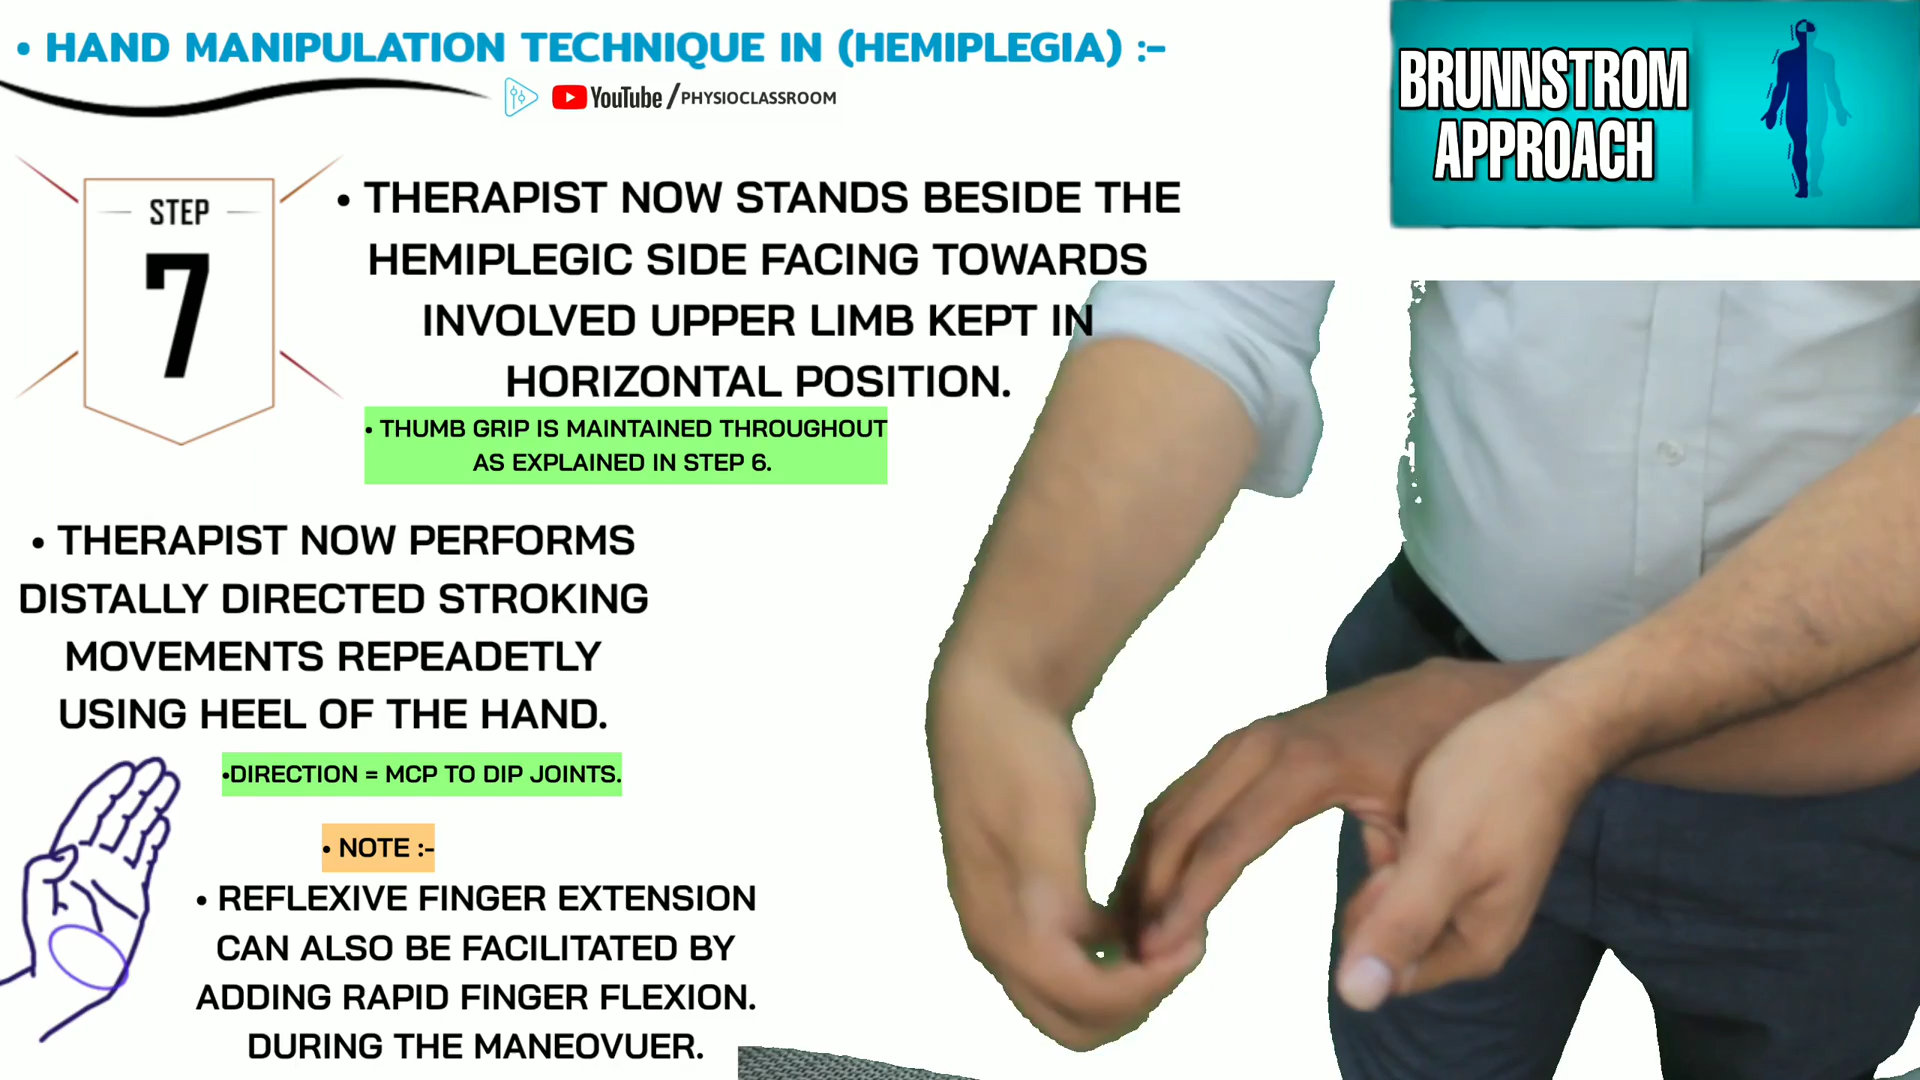 • HAND MANIPULATION TECHNIQUE IN (HEMIPLEGIA) :-
YouTube /PHYSIOCLASSROOM
BRUNNSTROM
APPROACH
STEP
7
• THERAPIST NOW STANDS BESIDE THE
HEMIPLEGIC SIDE FACING TOWARDS
INVOLVED UPPER LIMB KEPT IN
HORIZONTAL POSITION.
• THUMB GRIP IS MAINTAINED THROUGHOUT
AS EXPLAINED IN STEP 6.
• THERAPIST NOW PERFORMS
DISTALLY DIRECTED STROKING
MOVEMENTS REPEADETLY
USING HEEL OF THE HAND.
•DIRECTION = MCP TO DIP JOINTS.
• NOTE :-
• REFLEXIVE FINGER EXTENSION
CAN ALSO BE FACILITATED BY
ADDING RAPID FINGER FLEXION.
DURING THE MANEOVUER.